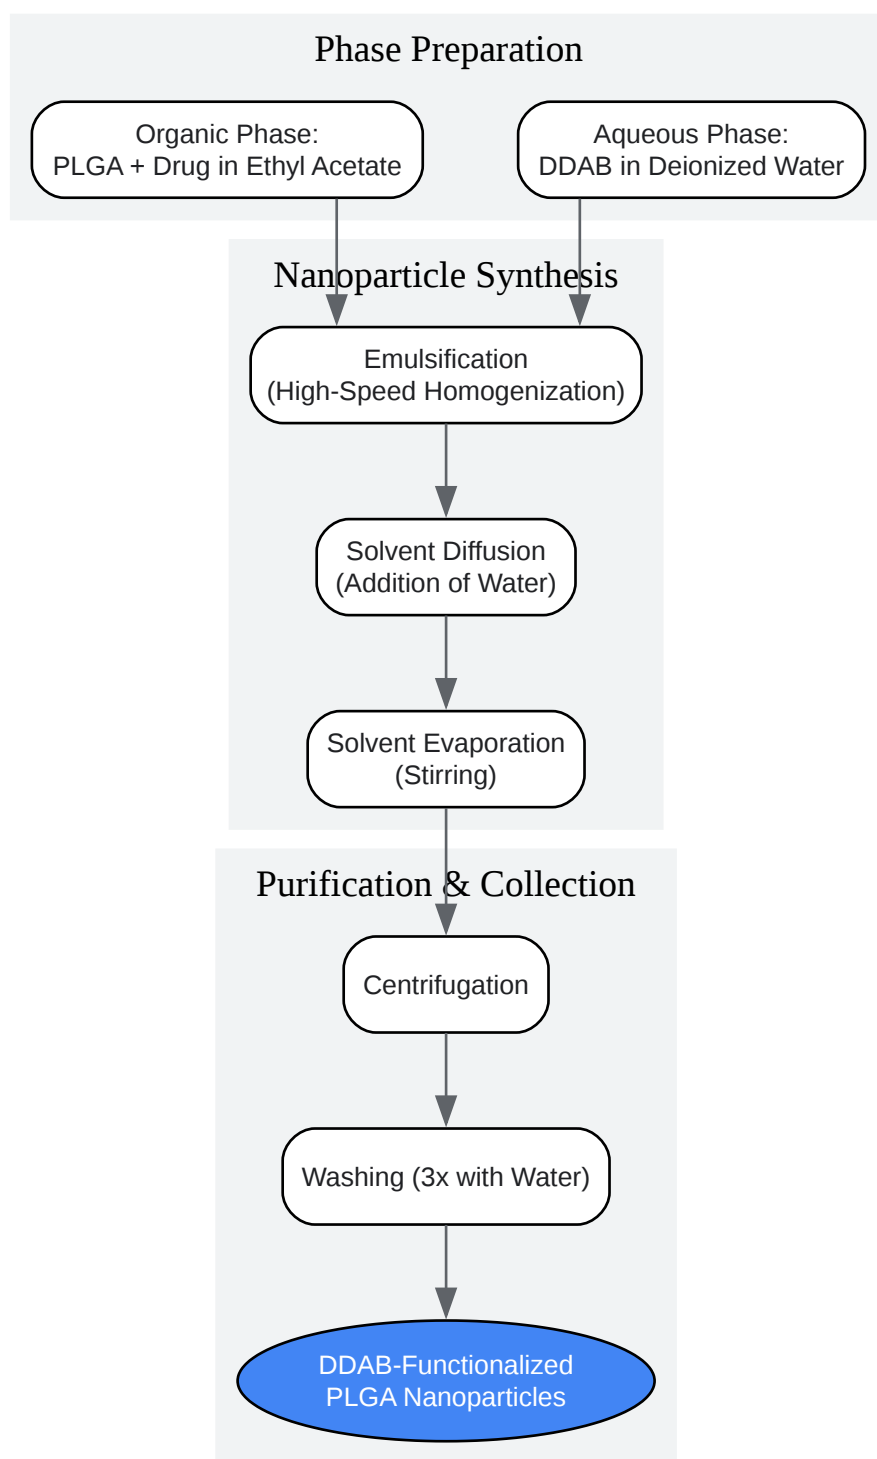 Phase Preparation
Organic Phase:
PLGA + Drug in Ethyl Acetate
Aqueous Phase:
DDAB in Deionized Water
Nanoparticle Synthesis
Emulsification
(High-Speed Homogenization)
Solvent Diffusion
(Addition of Water)
Solvent Evaporation
(Stirring)
Purification & Collection
Centrifugation
Washing (3x with Water)
DDAB-Functionalized
PLGA Nanoparticles